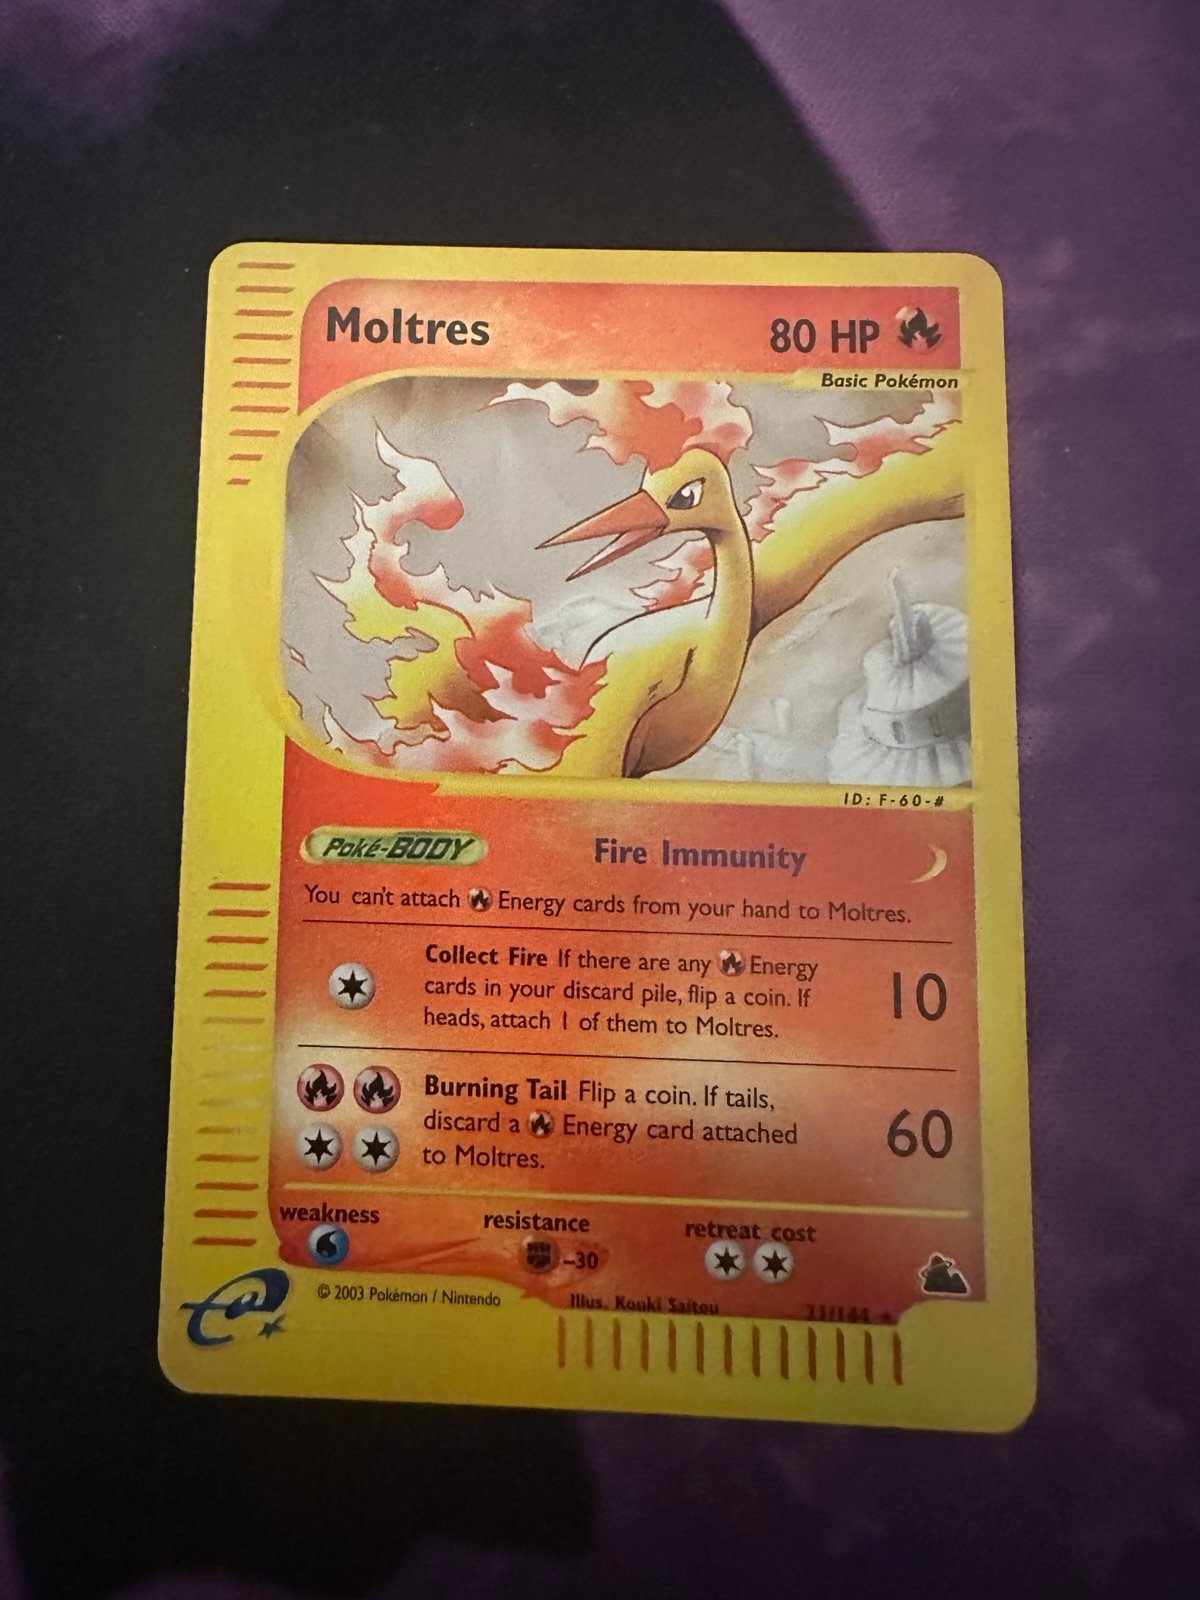 Moltres
80 HP
Basic Pokémon
ID: F-60-#
Poké-BODY
Fire Immunity
You can't attach Energy cards from your hand to Moltres.
Collect Fire If there are any Energy
cards in your discard pile, flip a coin. If
heads, attach 1 of them to Moltres.
10
Burning Tail Flip a coin. If tails,
discard a Energy card attached
to Moltres.
60
weakness
resistance
retreat cost
–30
© 2003 Pokémon / Nintendo
Illus. Kouki Saitou
e